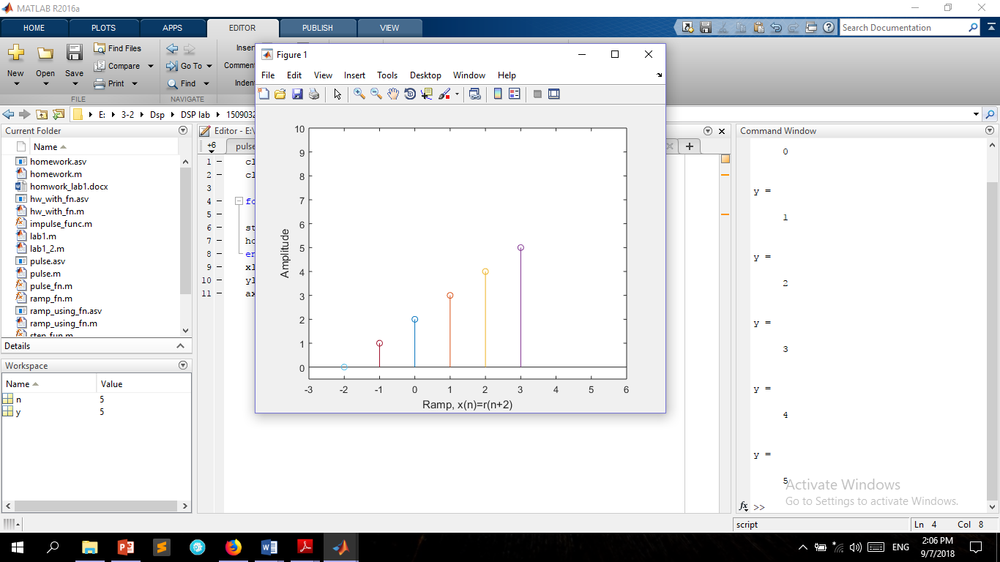 MATLAB R2016a
HOME PLOTS APPS EDITOR PUBLISH VIEW Search Documentation
New Open Save Find Files Compare Print
FILE
Go To Find
NAVIGATE
Inser
Commen
Inden
E: 3-2 Dsp DSP lab 1509032
Current Folder
Name
homework.asv
homework.m
homwork_lab1.docx
hw_with_fn.asv
hw_with_fn.m
impulse_func.m
lab1.m
lab1_2.m
pulse.asv
pulse.m
pulse_fn.m
ramp_fn.m
ramp_using_fn.asv
ramp_using_fn.m
step_fun.m
Details
Workspace
Name Value
n 5
y 5
Editor - E:\
+6 pulse
1 cl
2 cl
3
4 fo
5
6 st
7 ho
8 en
9 xl
10 yl
11 ax
Figure 1
File Edit View Insert Tools Desktop Window Help
10
9
8
7
6
5
4
3
2
1
0
Amplitude
-3 -2 -1 0 1 2 3 4 5 6
Ramp, x(n)=r(n+2)
Command Window
0
y =
1
y =
2
y =
3
y =
4
y =
5
fx >>
Activate Windows
Go to Settings to activate Windows.
script Ln 4 Col 8
ENG
2:06 PM
9/7/2018